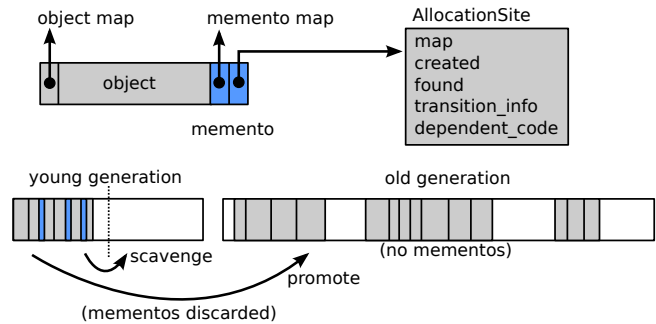 object map
memento map
AllocationSite
map
created
found
transition_info
dependent_code
object
memento
young generation
old generation
scavenge
(no mementos)
promote
(mementos discarded)